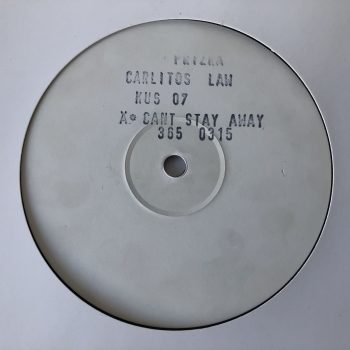 CARLITOS LAW
KUS 07
A* CANT STAY AWAY
365 0315